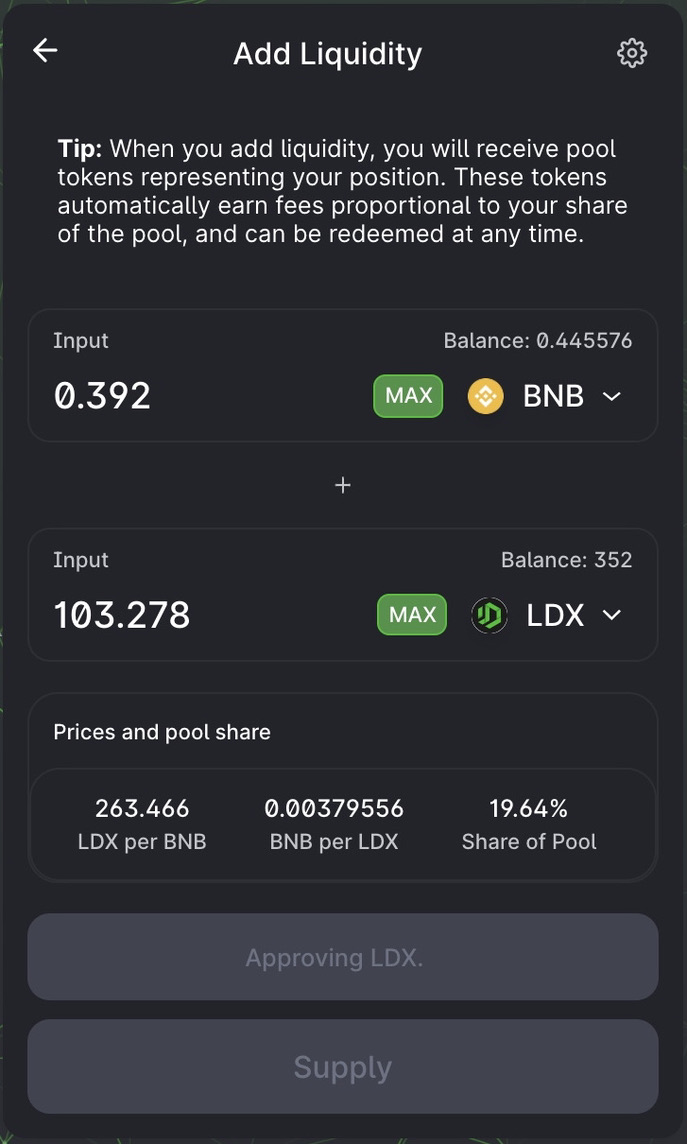 Add Liquidity
Tip: When you add liquidity, you will receive pool
tokens representing your position. These tokens
automatically earn fees proportional to your share
of the pool, and can be redeemed at any time.
Input Balance: 0.445576
0.392 MAX BNB
+
Input Balance: 352
103.278 MAX LDX
Prices and pool share
263.466 0.00379556 19.64%
LDX per BNB BNB per LDX Share of Pool
Approving LDX.
Supply